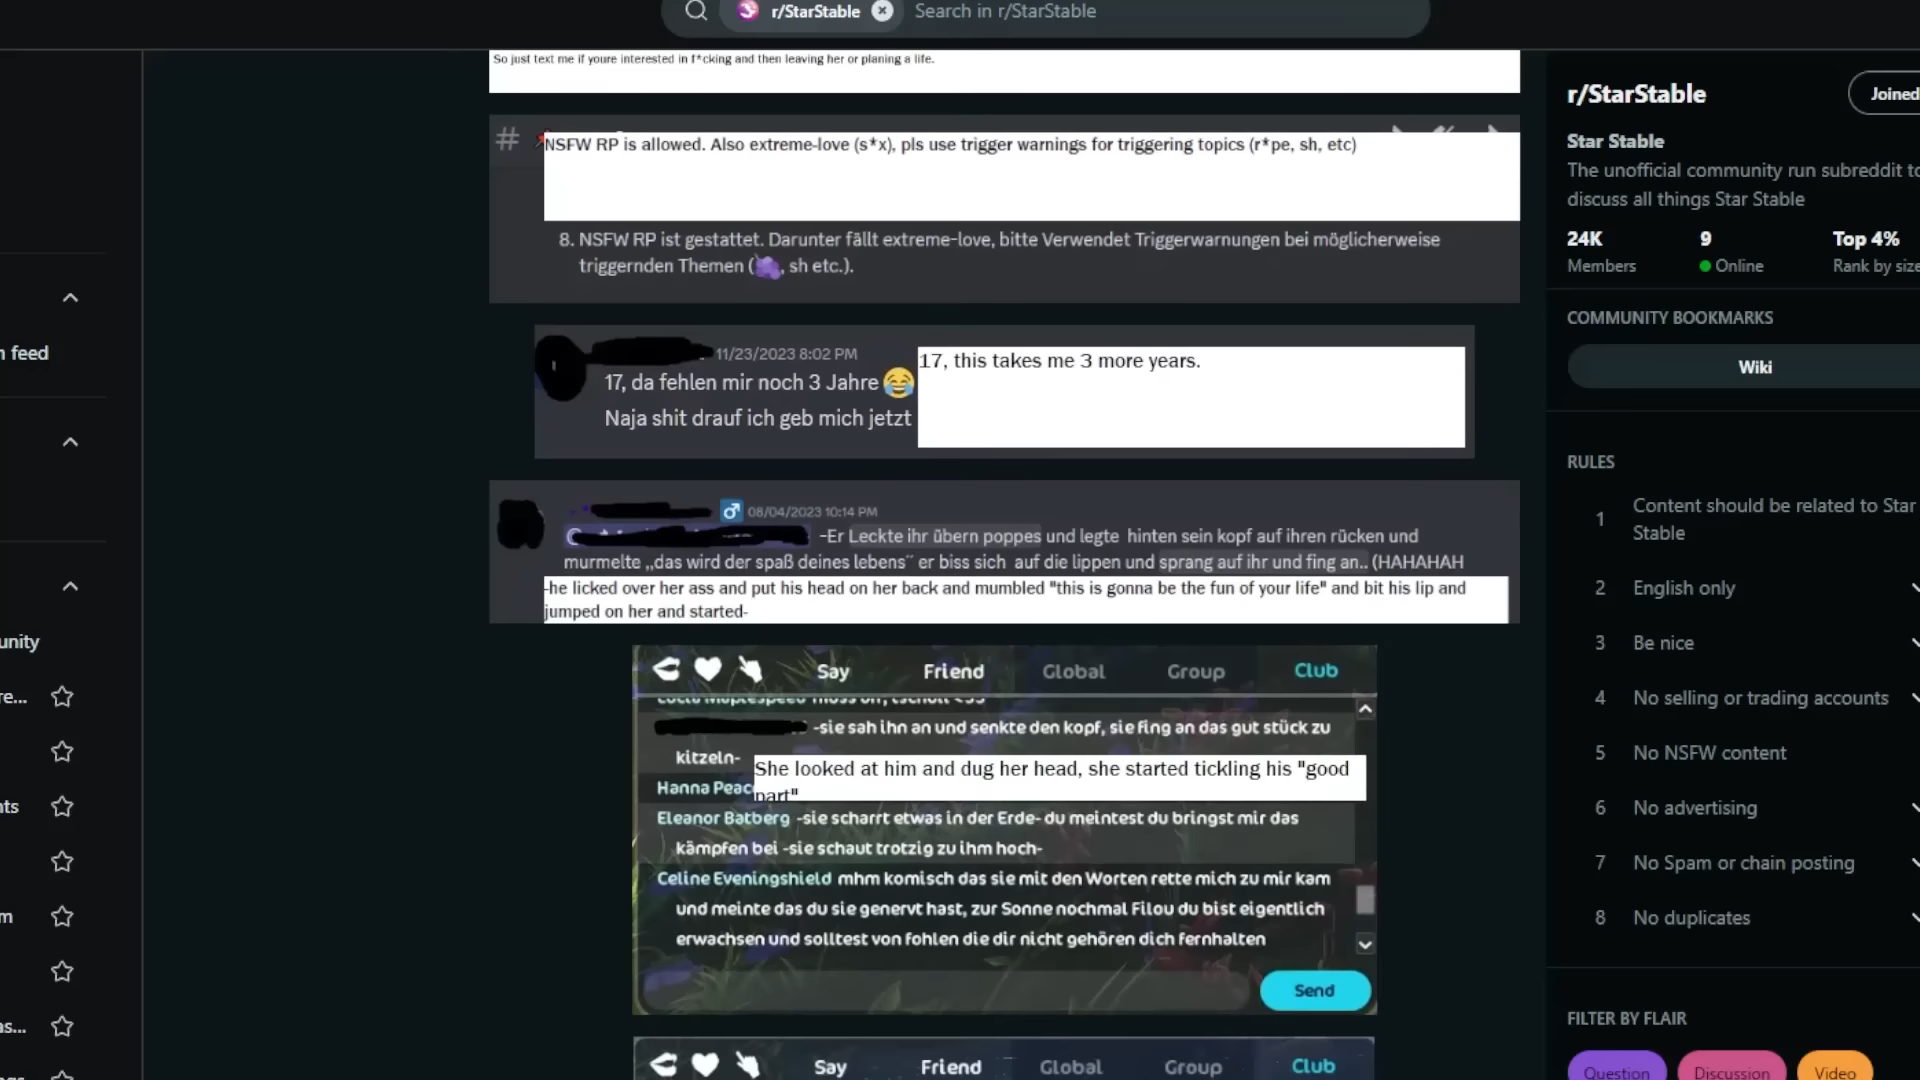 r/StarStable
Search in r/StarStable
So just text me if youre interested in f*cking and then leaving her or planing a life.
NSFW RP is allowed. Also extreme-love (s*x), pls use trigger warnings for triggering topics (r*pe, sh, etc)
8. NSFW RP ist gestattet. Darunter fällt extreme-love, bitte Verwendet Triggerwarnungen bei möglicherweise
triggernden Themen (🍇, sh etc.).
11/23/2023 8:02 PM
17, da fehlen mir noch 3 Jahre 😂
Naja shit drauf ich geb mich jetzt
17, this takes me 3 more years.
08/04/2023 10:14 PM
-Er Leckte ihr übern poppes und legte hinten sein kopf auf ihren rücken und
murmelte „das wird der spaß deines lebens´´ er biss sich auf die lippen und sprang auf ihr und fing an.. (HAHAHAH
-he licked over her ass and put his head on her back and mumbled "this is gonna be the fun of your life" and bit his lip and
jumped on her and started-
Say Friend Global Group Club
-sie sah ihn an und senkte den kopf, sie fing an das gut stück zu
kitzeln-
She looked at him and dug her head, she started tickling his "good
part"
Hanna Peac
Eleanor Batberg -sie scharrt etwas in der Erde- du meintest du bringst mir das
kämpfen bei -sie schaut trotzig zu ihm hoch-
Celine Eveningshield mhm komisch das sie mit den Worten rette mich zu mir kam
und meinte das du sie genervt hast, zur Sonne nochmal Filou du bist eigentlich
erwachsen und solltest von fohlen die dir nicht gehören dich fernhalten
Send
Say Friend Global Group Club
feed
unity
re...
nts
m
as...
r/StarStable
Joined
Star Stable
The unofficial community run subreddit to
discuss all things Star Stable
24K 9 Top 4%
Members Online Rank by size
COMMUNITY BOOKMARKS
Wiki
RULES
1 Content should be related to Star
Stable
2 English only
3 Be nice
4 No selling or trading accounts
5 No NSFW content
6 No advertising
7 No Spam or chain posting
8 No duplicates
FILTER BY FLAIR
Question Discussion Video